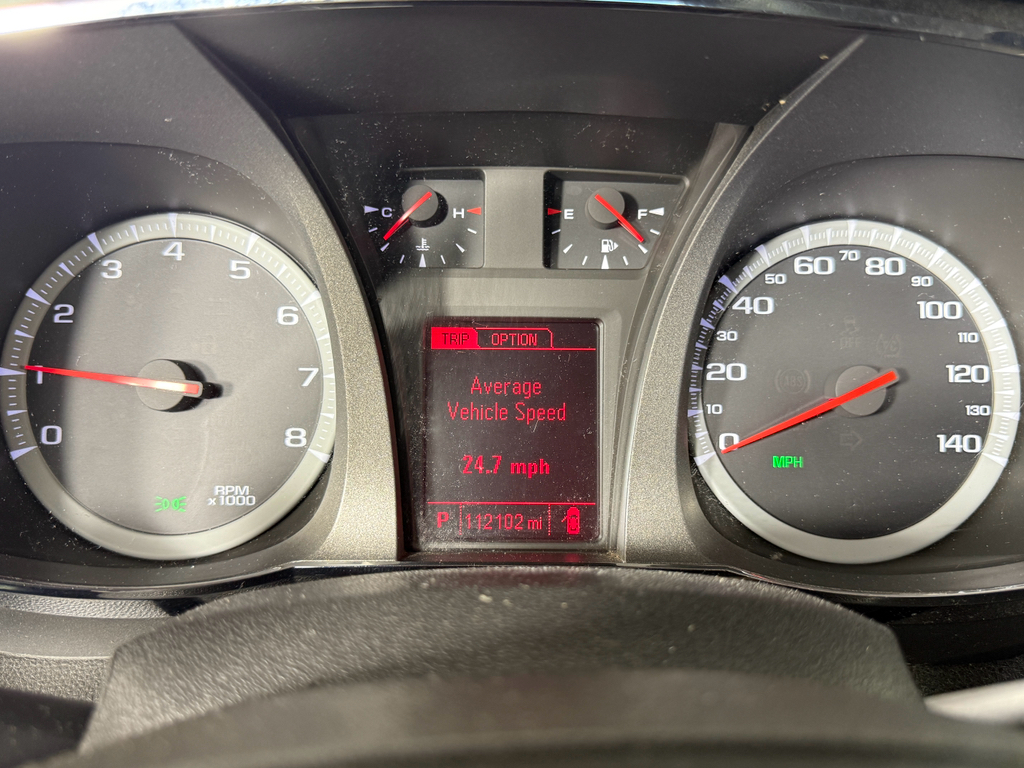 C H
E F
0 1 2 3 4 5 6 7 8
RPM
x1000
TRIP OPTION
Average
Vehicle Speed
24.7 mph
P 112102 mi
0 10 20 30 40 50 60 70 80 90 100 110 120 130 140
MPH